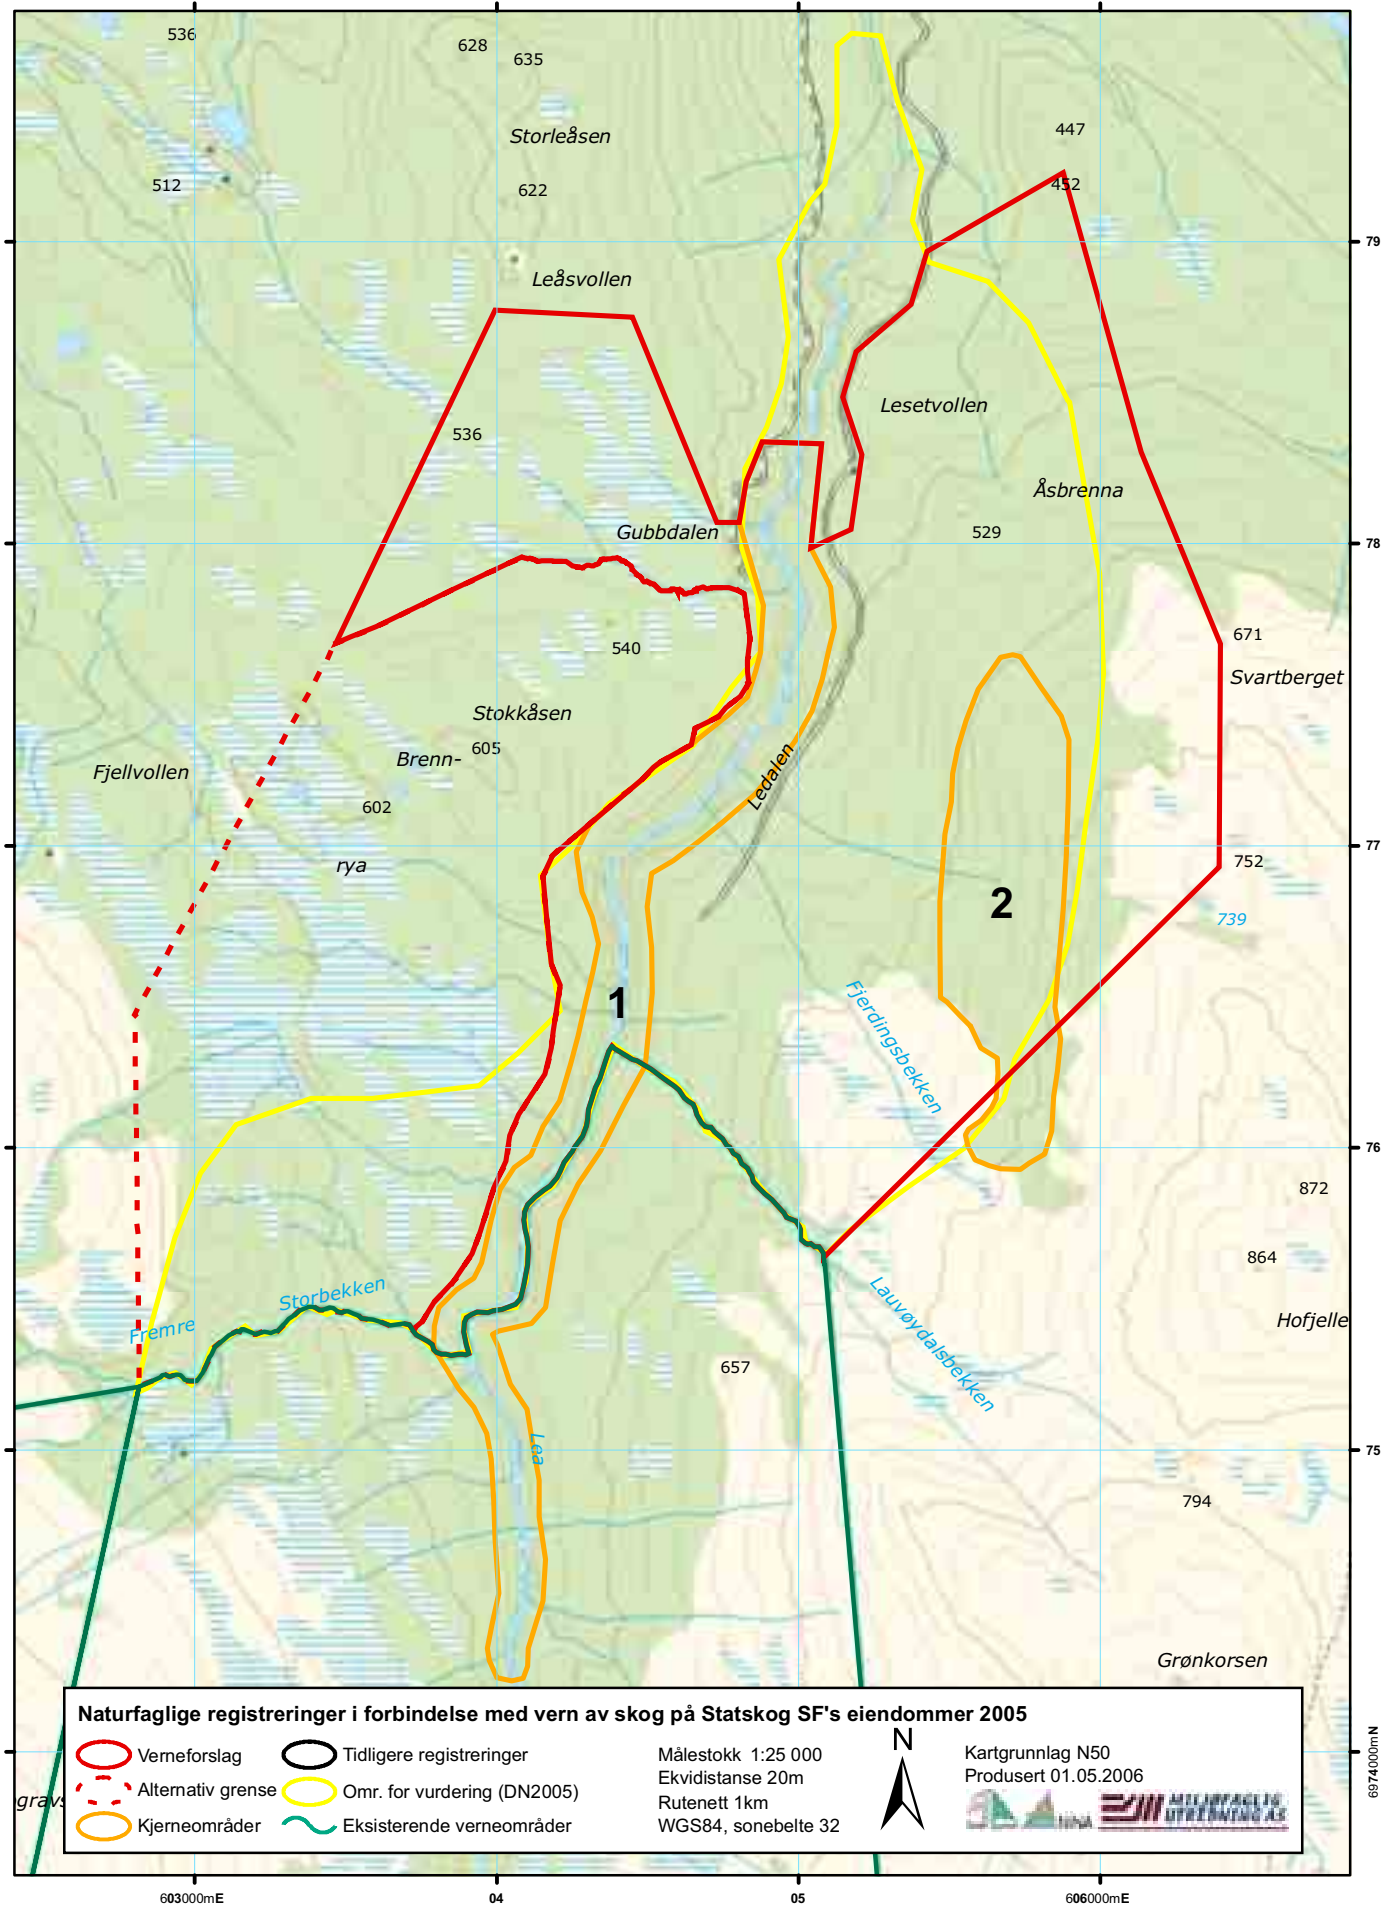 536
628
635
Storleåsen
447
512
622
452
79
Leåsvollen
Lesetvollen
536
Åsbrenna
Gubbdalen
529
78
540
671
Svartberget
Stokkåsen
605
Brenn-
Fjellvollen
Ledalen
602
rya
77
752
2
739
1
Fjerdingsbekken
76
872
864
Storbekken
Fremre
Lauvøydalsbekken
Hofjelle
657
Lea
75
794
Grønkorsen
Naturfaglige registreringer i forbindelse med vern av skog på Statskog SF's eiendommer 2005
Verneforslag
Tidligere registreringer
Målestokk 1:25 000
N
Kartgrunnlag N50
Alternativ grense
Omr. for vurdering (DN2005)
Ekvidistanse 20m
Produsert 01.05.2006
Kjerneområder
Eksisterende verneområder
Rutenett 1km
WGS84, sonebelte 32
NINA
MILJØFAGLIG
UTREDNING AS
6974000mN
603000mE
04
05
606000mE